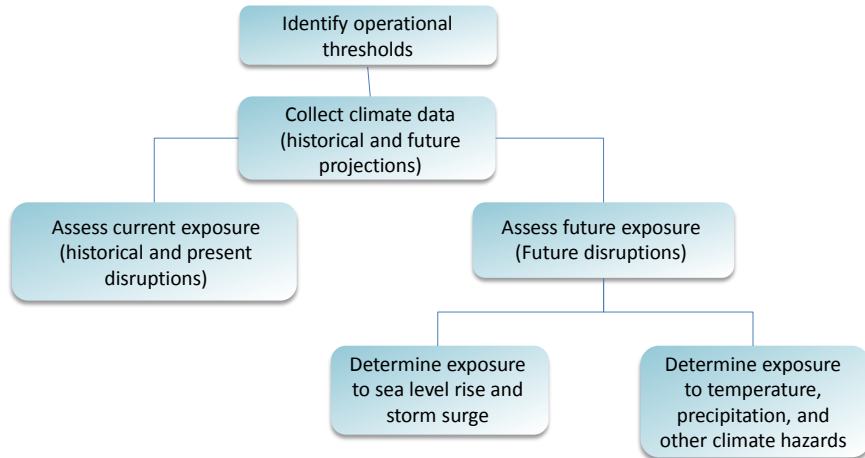 Identify operational
thresholds
Collect climate data
(historical and future
projections)
Assess current exposure
(historical and present
disruptions)
Assess future exposure
(Future disruptions)
Determine exposure
to sea level rise and
storm surge
Determine exposure
to temperature,
precipitation, and
other climate hazards